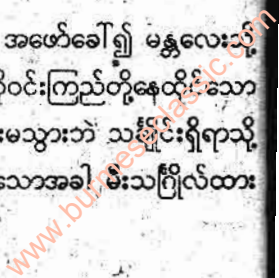 အဖော်ခေါ်၍ မန္တလေးသို့
ဝင်းကြည်တို့နေထိုင်သော
မသွားဘဲ သင်္ချိုင်းရှိရာသို့
သောအခါ မီးသင်္ဂြိုလ်ထား
www.burmeseclassic.com